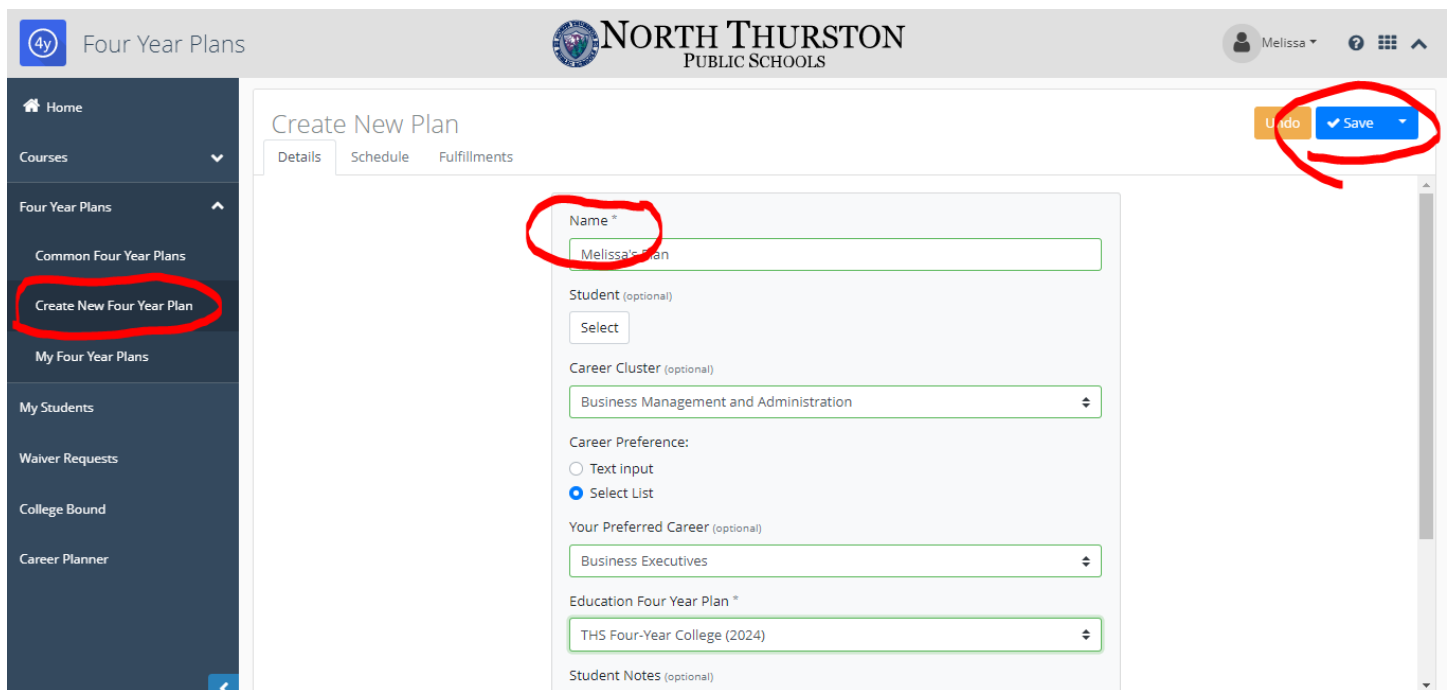 4y Four Year Plans
NORTH THURSTON
PUBLIC SCHOOLS
Melissa
Home
Courses
Four Year Plans
Common Four Year Plans
Create New Four Year Plan
My Four Year Plans
My Students
Waiver Requests
College Bound
Career Planner
Create New Plan
Undo
Save
Details Schedule Fulfillments
Name *
Melissa's Plan
Student (optional)
Select
Career Cluster (optional)
Business Management and Administration
Career Preference:
Text input
Select List
Your Preferred Career (optional)
Business Executives
Education Four Year Plan *
THS Four-Year College (2024)
Student Notes (optional)